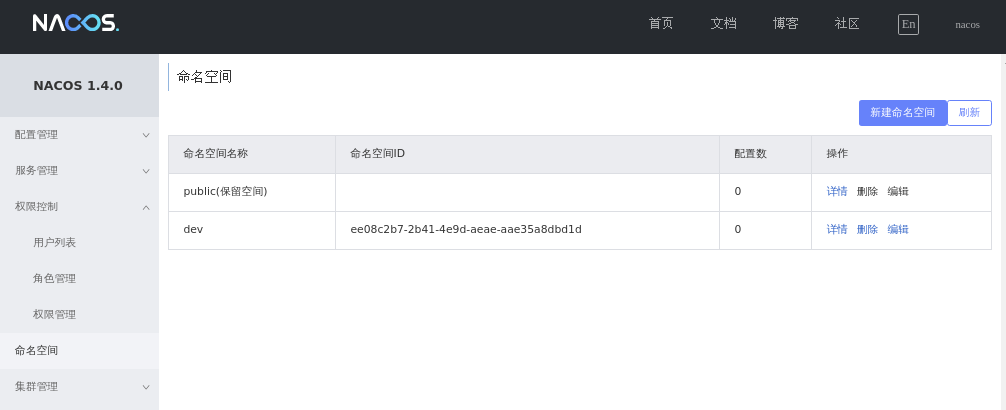 NACOS. 首页 文档 博客 社区 En nacos
NACOS 1.4.0
配置管理
服务管理
权限控制
用户列表
角色管理
权限管理
命名空间
集群管理
命名空间
新建命名空间 刷新
命名空间名称 命名空间ID 配置数 操作
public(保留空间) 0 详情 删除 编辑
dev ee08c2b7-2b41-4e9d-aeae-aae35a8dbd1d 0 详情 删除 编辑